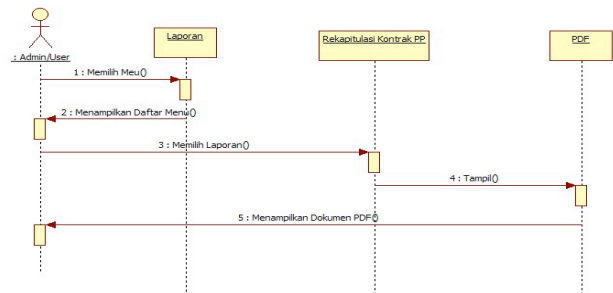 Laporan
Rekapitulasi Kontrak PP
PDF
: Admin/User
1 : Memilih Meu()
2 : Menampilkan Daftar Menu()
3 : Memilih Laporan()
4 : Tampil()
5 : Menampilkan Dokumen PDF()